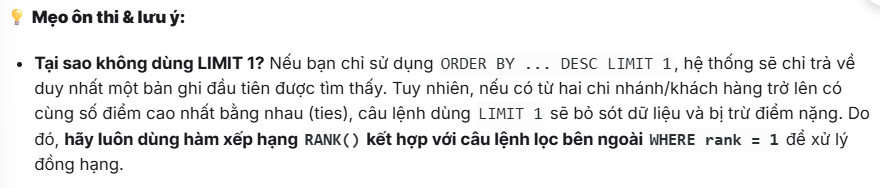 💡 Mẹo ôn thi & lưu ý:
• Tại sao không dùng LIMIT 1? Nếu bạn chỉ sử dụng ORDER BY ... DESC LIMIT 1, hệ thống sẽ chỉ trả về
duy nhất một bản ghi đầu tiên được tìm thấy. Tuy nhiên, nếu có từ hai chi nhánh/khách hàng trở lên có
cùng số điểm cao nhất bằng nhau (ties), câu lệnh dùng LIMIT 1 sẽ bỏ sót dữ liệu và bị trừ điểm nặng. Do
đó, hãy luôn dùng hàm xếp hạng RANK() kết hợp với câu lệnh lọc bên ngoài WHERE rank = 1 để xử lý
đồng hạng.